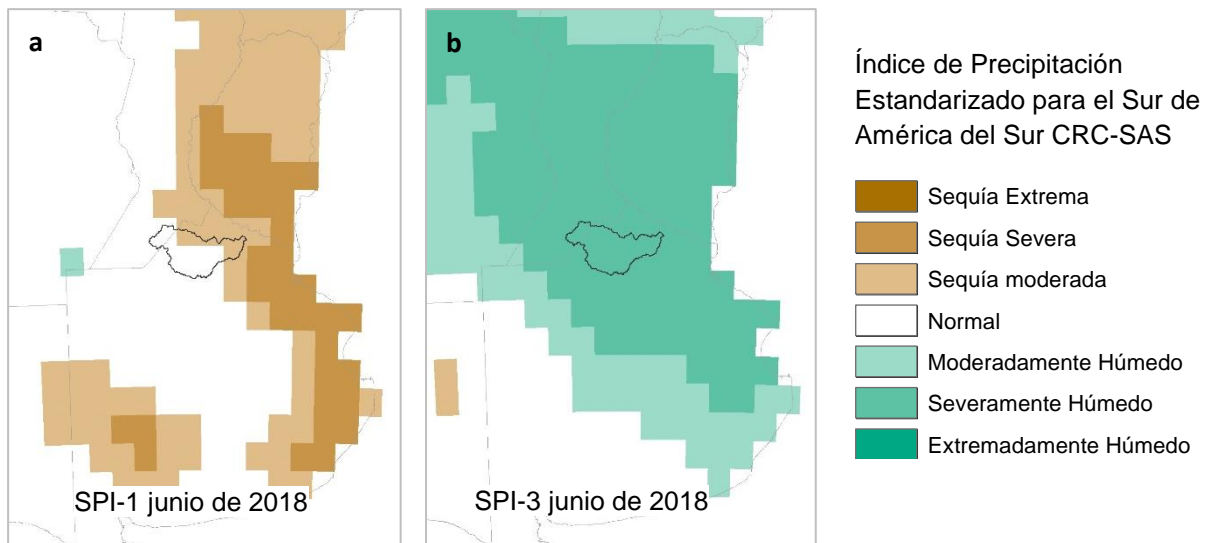 a
b
SPI-1 junio de 2018
SPI-3 junio de 2018
Índice de Precipitación
Estandarizado para el Sur de
América del Sur CRC-SAS
Sequía Extrema
Sequía Severa
Sequía moderada
Normal
Moderadamente Húmedo
Severamente Húmedo
Extremadamente Húmedo